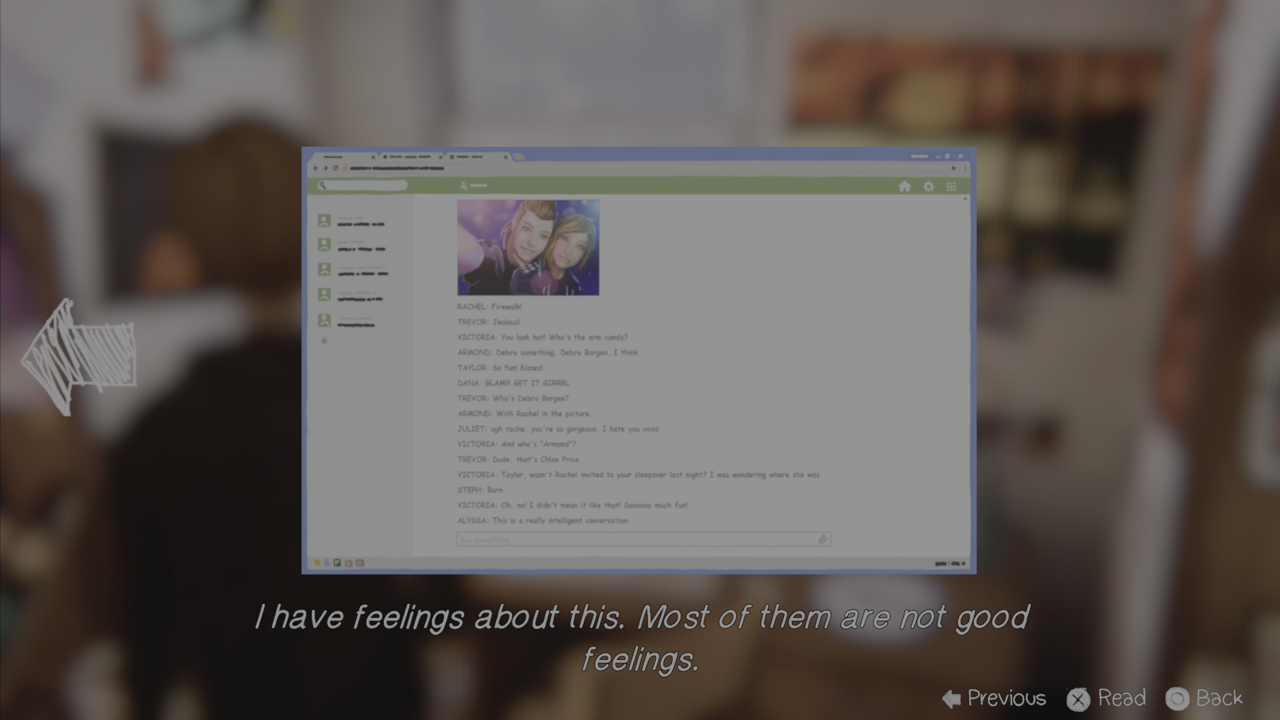 RACHEL: Firewalk!
TREVOR: Jealous!
VICTORIA: You look hot! Who's the arm candy?
ARMOND: Debra something. Debra Borgen, I think.
TAYLOR: So fun! Kisses!
DANA: GLAM!! GET IT GIRRRL
TREVOR: Who's Debra Borgen?
ARMOND: With Rachel in the picture.
JULIET: ugh rache, you're so gorgeous, I hate you xoxo
VICTORIA: And who's "Armond"?
TREVOR: Dude, that's Chloe Price.
VICTORIA: Taylor, wasn't Rachel invited to your sleepover last night? I was wondering where she was.
STEPH: Burn.
VICTORIA: Oh, no! I didn't mean it like that! Soooooo much fun!
ALYSSA: This is a really intelligent conversation.
Say something...
I have feelings about this. Most of them are not good
feelings.
Previous Read Back